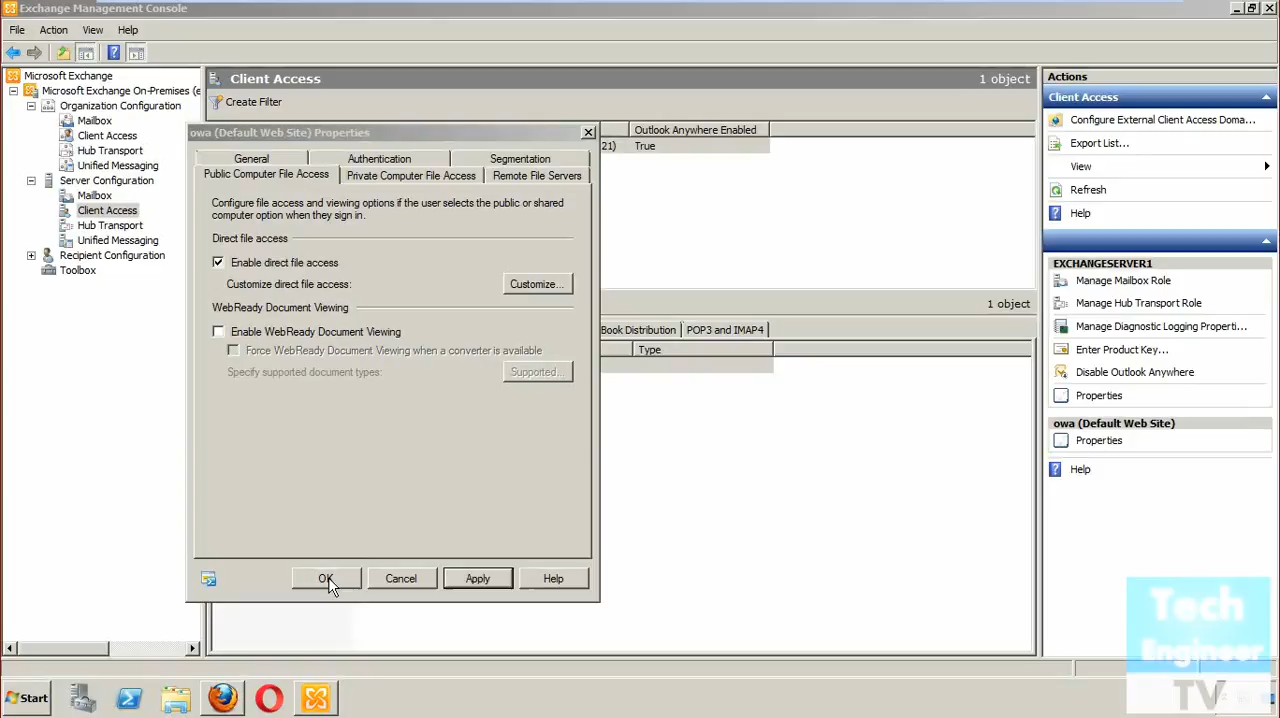 Exchange Management Console
File Action View Help
Microsoft Exchange
Microsoft Exchange On-Premises (e
Organization Configuration
Mailbox
Client Access
Hub Transport
Unified Messaging
Server Configuration
Mailbox
Client Access
Hub Transport
Unified Messaging
Recipient Configuration
Toolbox
Client Access 1 object
Create Filter
Outlook Anywhere Enabled
21) True
1 object
Book Distribution POP3 and IMAP4
Type
owa (Default Web Site) Properties
General Authentication Segmentation
Public Computer File Access Private Computer File Access Remote File Servers
Configure file access and viewing options if the user selects the public or shared
computer option when they sign in.
Direct file access
Enable direct file access
Customize direct file access: Customize...
WebReady Document Viewing
Enable WebReady Document Viewing
Force WebReady Document Viewing when a converter is available
Specify supported document types: Supported...
OK Cancel Apply Help
Actions
Client Access
Configure External Client Access Doma...
Export List...
View
Refresh
Help
EXCHANGESERVER1
Manage Mailbox Role
Manage Hub Transport Role
Manage Diagnostic Logging Properti...
Enter Product Key...
Disable Outlook Anywhere
Properties
owa (Default Web Site)
Properties
Help
Start
Tech
Engineer
TV